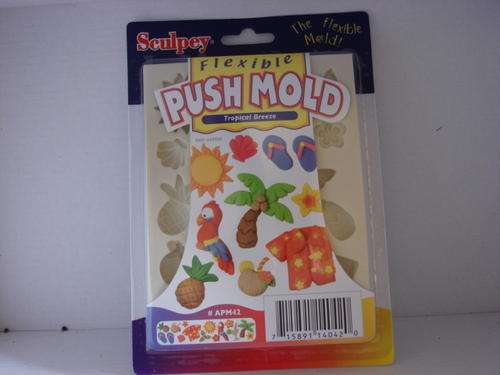 Sculpey
The Flexible
Mold!
Flexible
PUSH MOLD
Tropical Breeze
# APM42
7 15891 14042 0